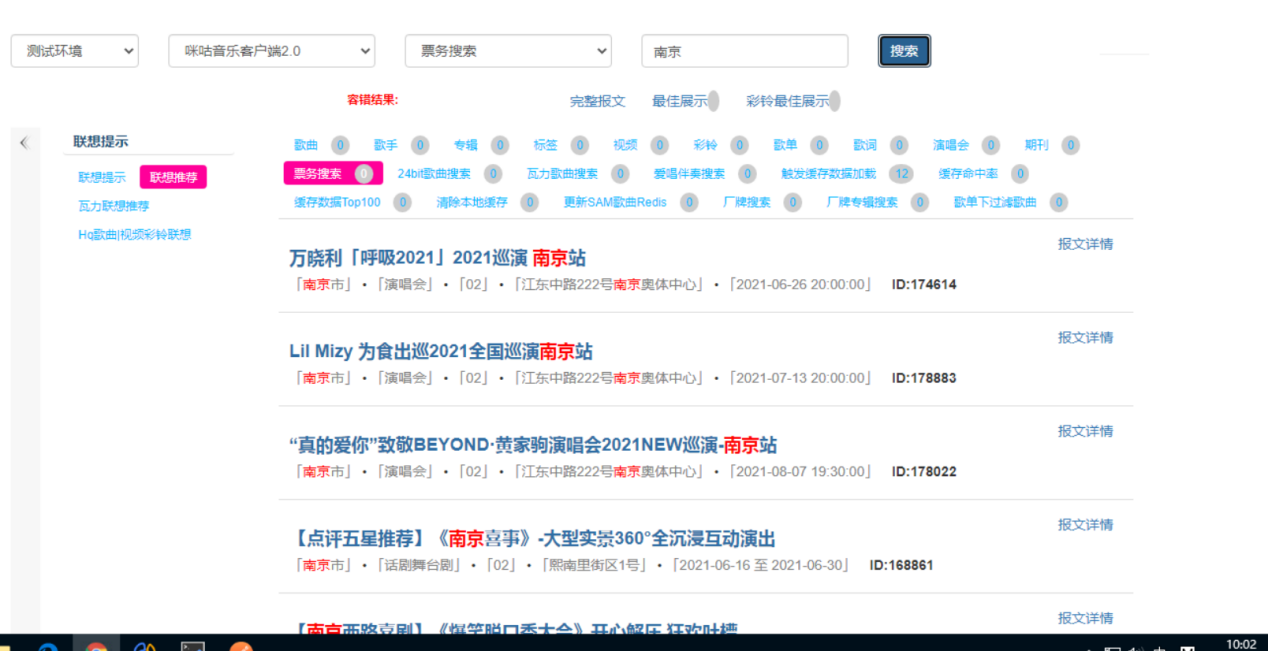 测试环境 咪咕音乐客户端2.0 票务搜索 南京 搜索
容错结果: 完整报文 最佳展示 彩铃最佳展示
联想提示
联想提示 联想推荐
瓦力联想推荐
Hq歌曲|视频彩铃联想
歌曲 0 歌手 0 专辑 0 标签 0 视频 0 彩铃 0 歌单 0 歌词 0 演唱会 0 期刊 0
票务搜索 0 24bit歌曲搜索 0 瓦力歌曲搜索 0 爱唱伴奏搜索 0 触发缓存数据加载 12 缓存命中率 0
缓存数据Top100 0 清除本地缓存 0 更新SAM歌曲Redis 0 厂牌搜索 0 厂牌专辑搜索 0 歌单下过滤歌曲 0
报文详情
万晓利「呼吸2021」2021巡演 南京站
「南京市」 • 「演唱会」 • 「02」 • 「江东中路222号南京奥体中心」 • 「2021-06-26 20:00:00」 ID:174614
报文详情
Lil Mizy 为食出巡2021全国巡演南京站
「南京市」 • 「演唱会」 • 「02」 • 「江东中路222号南京奥体中心」 • 「2021-07-13 20:00:00」 ID:178883
报文详情
“真的爱你”致敬BEYOND·黄家驹演唱会2021NEW巡演-南京站
「南京市」 • 「演唱会」 • 「02」 • 「江东中路222号南京奥体中心」 • 「2021-08-07 19:30:00」 ID:178022
报文详情
【点评五星推荐】《南京喜事》-大型实景360°全沉浸互动演出
「南京市」 • 「话剧舞台剧」 • 「02」 • 「熙南里街区1号」 • 「2021-06-16 至 2021-06-30」 ID:168861
报文详情
【南京西路喜剧】《爆笑脱口秀大会》开心解压 狂欢吐槽
10:02